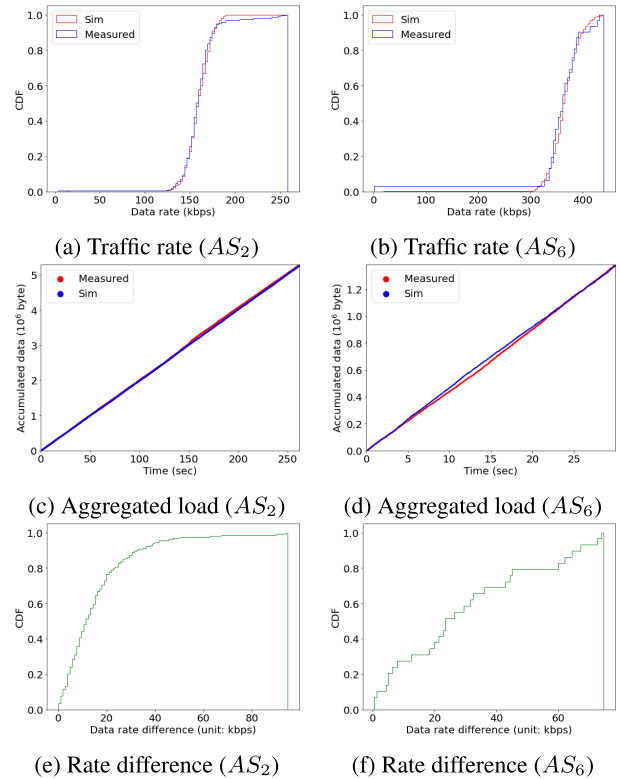 Sim
Measured
CDF
1.0
0.8
0.6
0.4
0.2
0.0
0
50
100
150
200
250
Data rate (kbps)
(a) Traffic rate (AS2)
Sim
Measured
CDF
1.0
0.8
0.6
0.4
0.2
0.0
0
100
200
300
400
Data rate (kbps)
(b) Traffic rate (AS6)
Measured
Sim
Accumulated data (10^6 byte)
5
4
3
2
1
0
0
50
100
150
200
250
Time (sec)
(c) Aggregated load (AS2)
Measured
Sim
Accumulated data (10^6 byte)
1.2
1.0
0.8
0.6
0.4
0.2
0.0
0
5
10
15
20
25
Time (sec)
(d) Aggregated load (AS6)
CDF
1.0
0.8
0.6
0.4
0.2
0.0
0
20
40
60
80
Data rate difference (unit: kbps)
(e) Rate difference (AS2)
CDF
1.0
0.8
0.6
0.4
0.2
0.0
0
20
40
60
Data rate difference (unit: kbps)
(f) Rate difference (AS6)